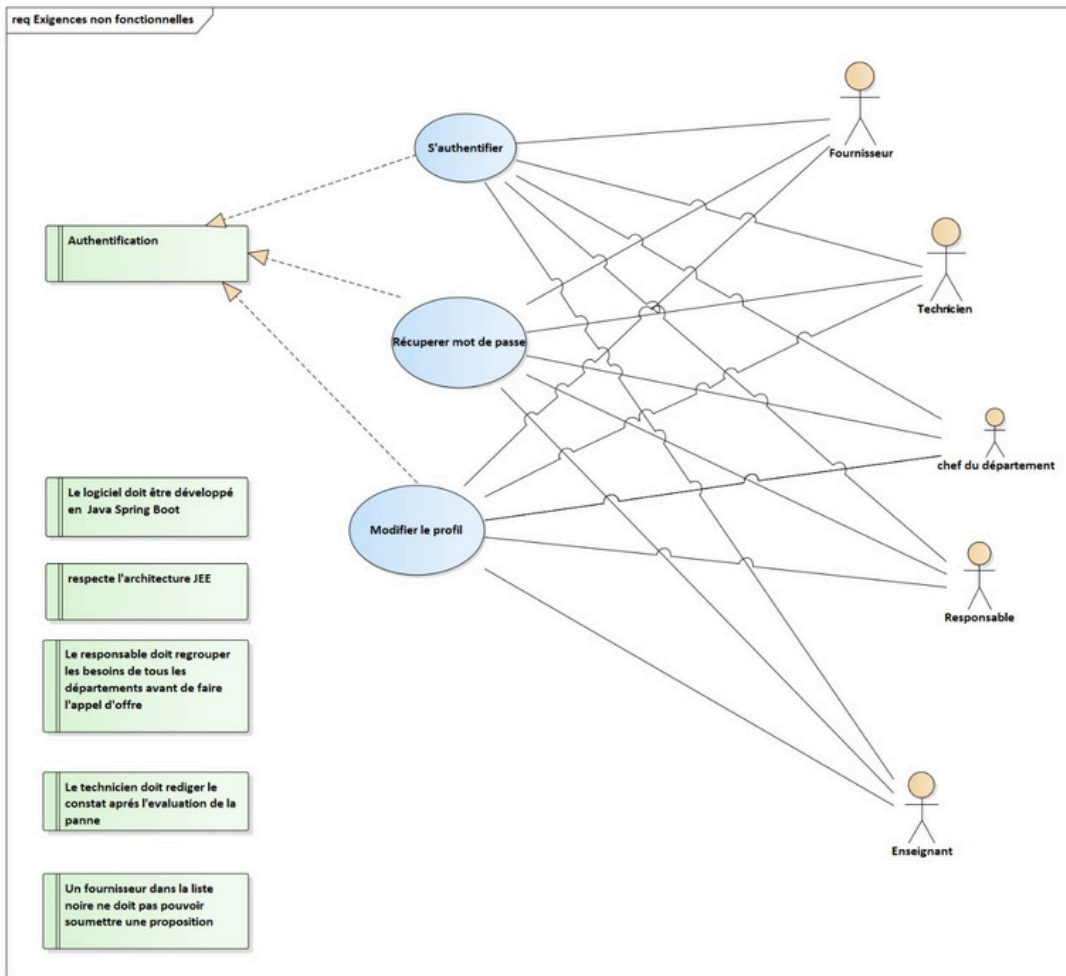 req Exigences non fonctionnelles
S'authentifier
Fournisseur
Authentification
Technicien
Récuperer mot de passe
chef du département
Le logiciel doit être développé
en Java Spring Boot
Modifier le profil
respecte l'architecture JEE
Responsable
Le responsable doit regrouper
les besoins de tous les
départements avant de faire
l'appel d'offre
Le technicien doit rediger le
constat aprés l'evaluation de la
panne
Enseignant
Un fournisseur dans la liste
noire ne doit pas pouvoir
soumettre une proposition